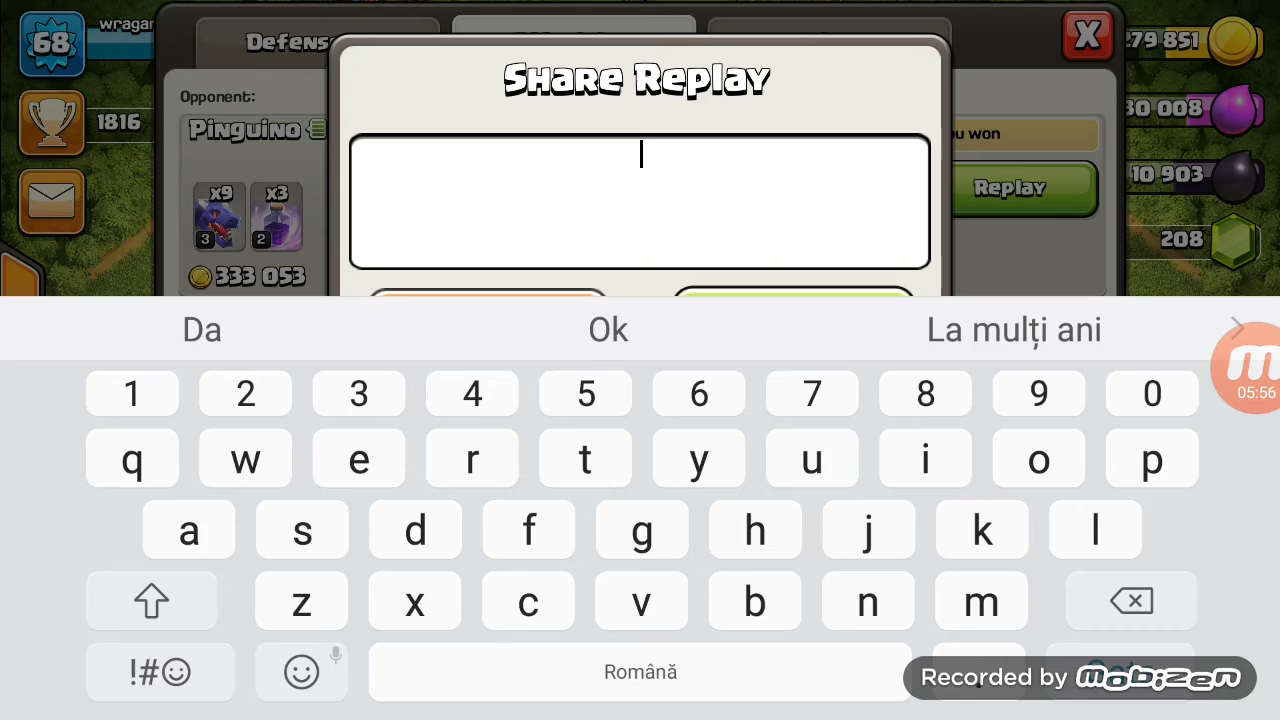 68
wragar
1816
Defens
Share Replay
X
279 851
30 008
10 903
208
Opponent:
Pinguino
x9
x3
3
2
333 053
ou won
Replay
Da
Ok
La mulți ani
05:56
1 2 3 4 5 6 7 8 9 0
q w e r t y u i o p
a s d f g h j k l
z x c v b n m
!#
Română
Recorded by mobizen